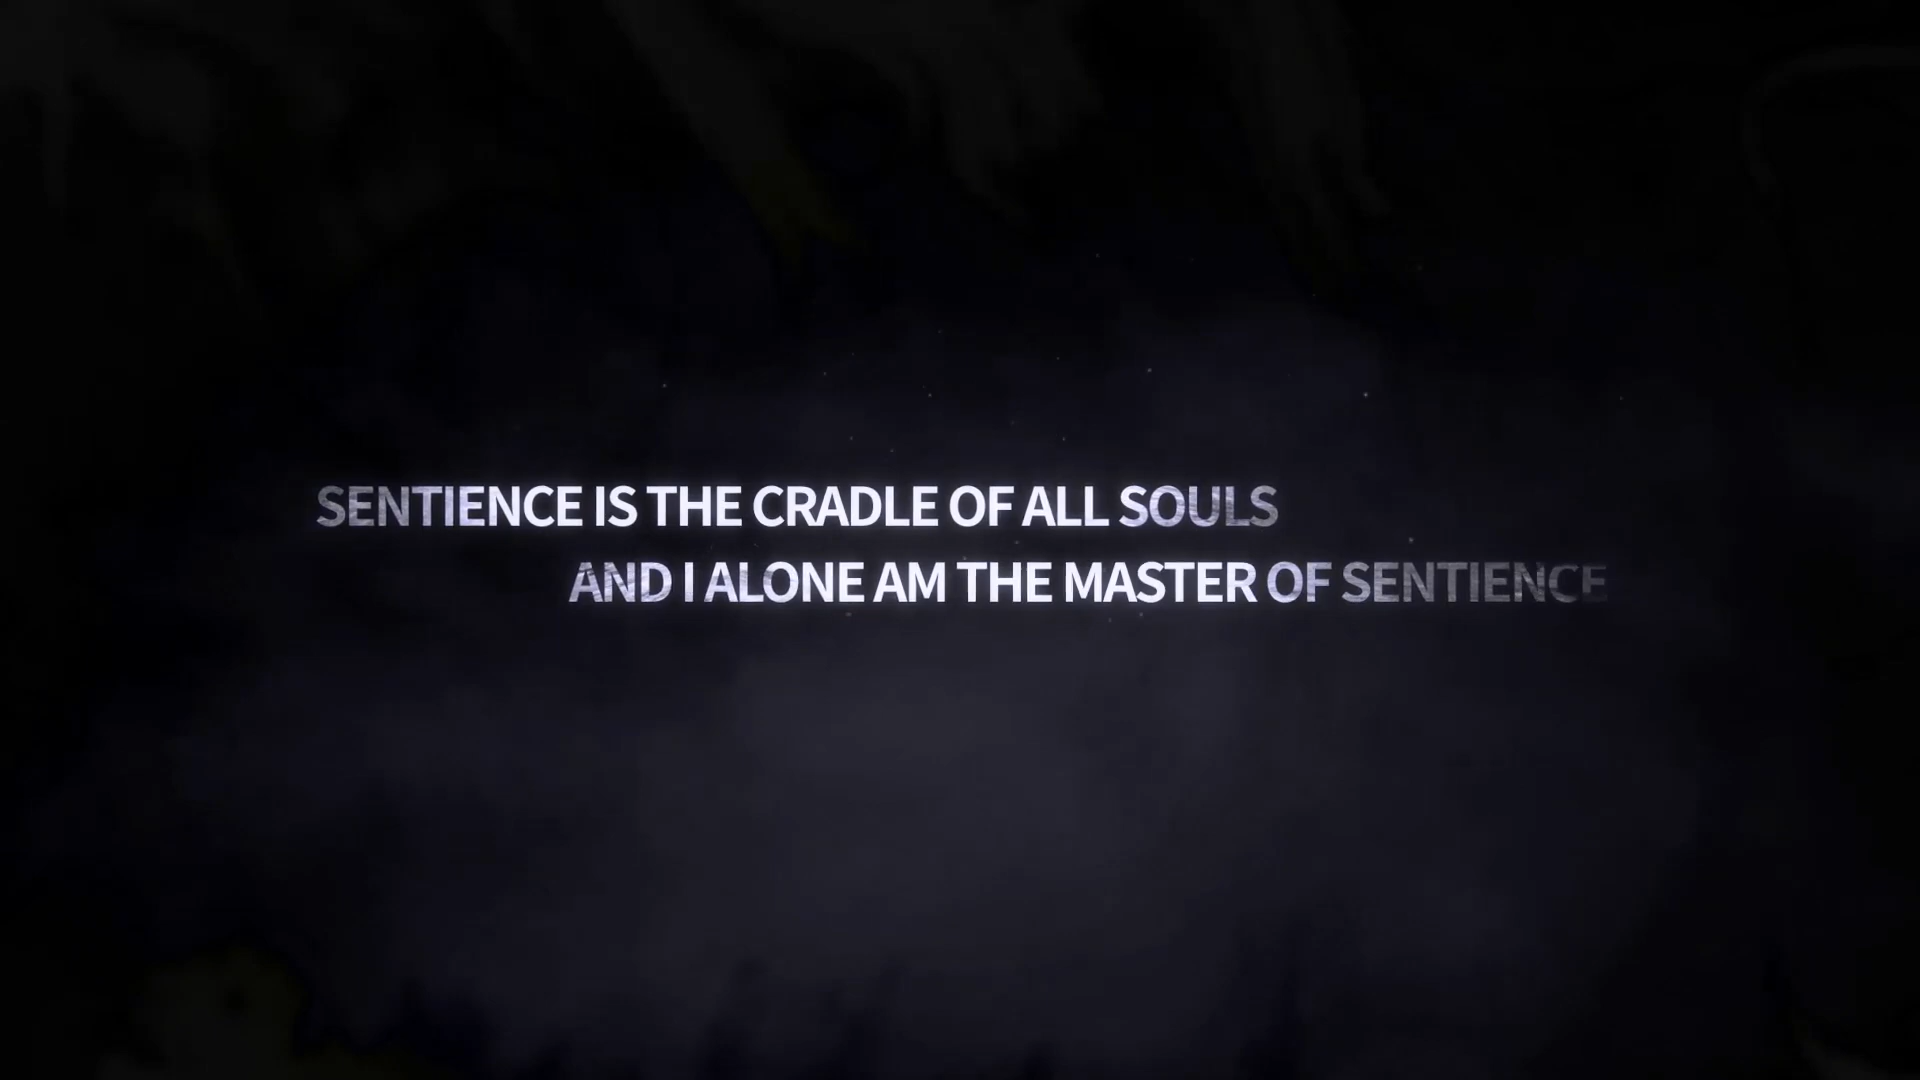 SENTIENCE IS THE CRADLE OF ALL SOULS
AND I ALONE AM THE MASTER OF SENTIENCE